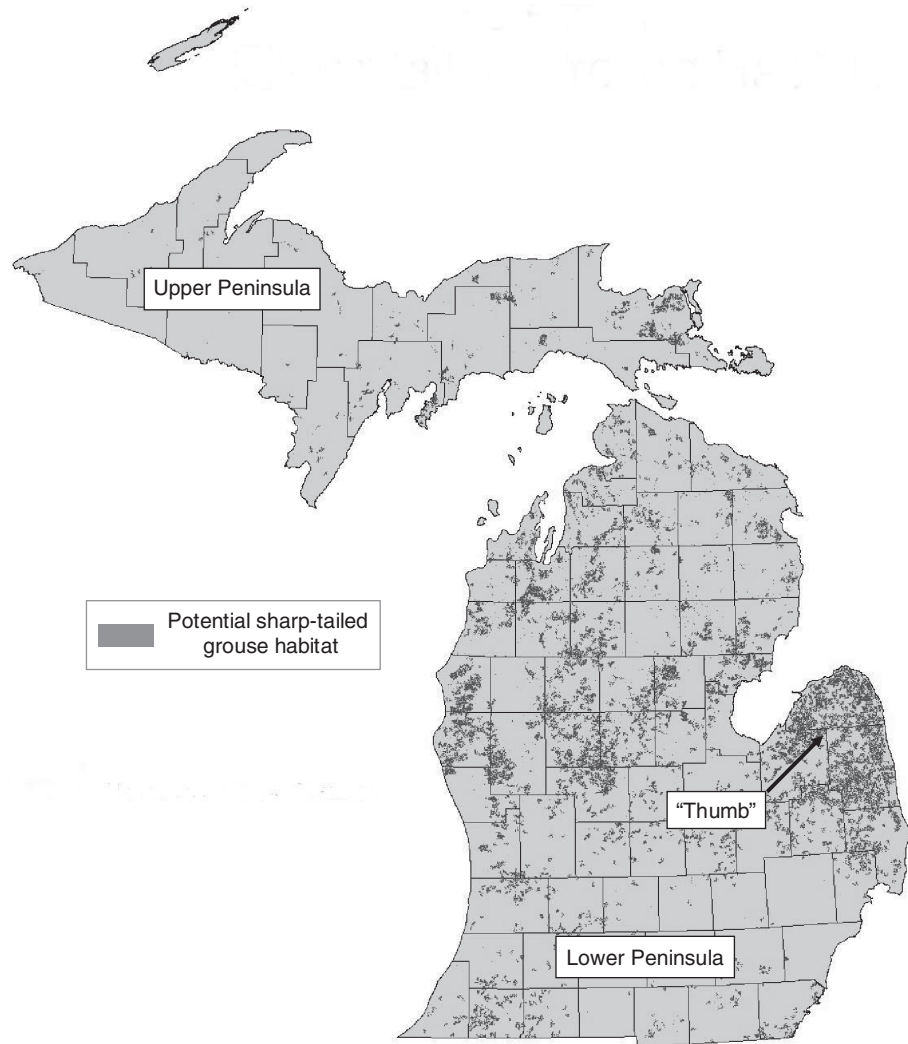 Upper Peninsula
Potential sharp-tailed
grouse habitat
“Thumb”
Lower Peninsula